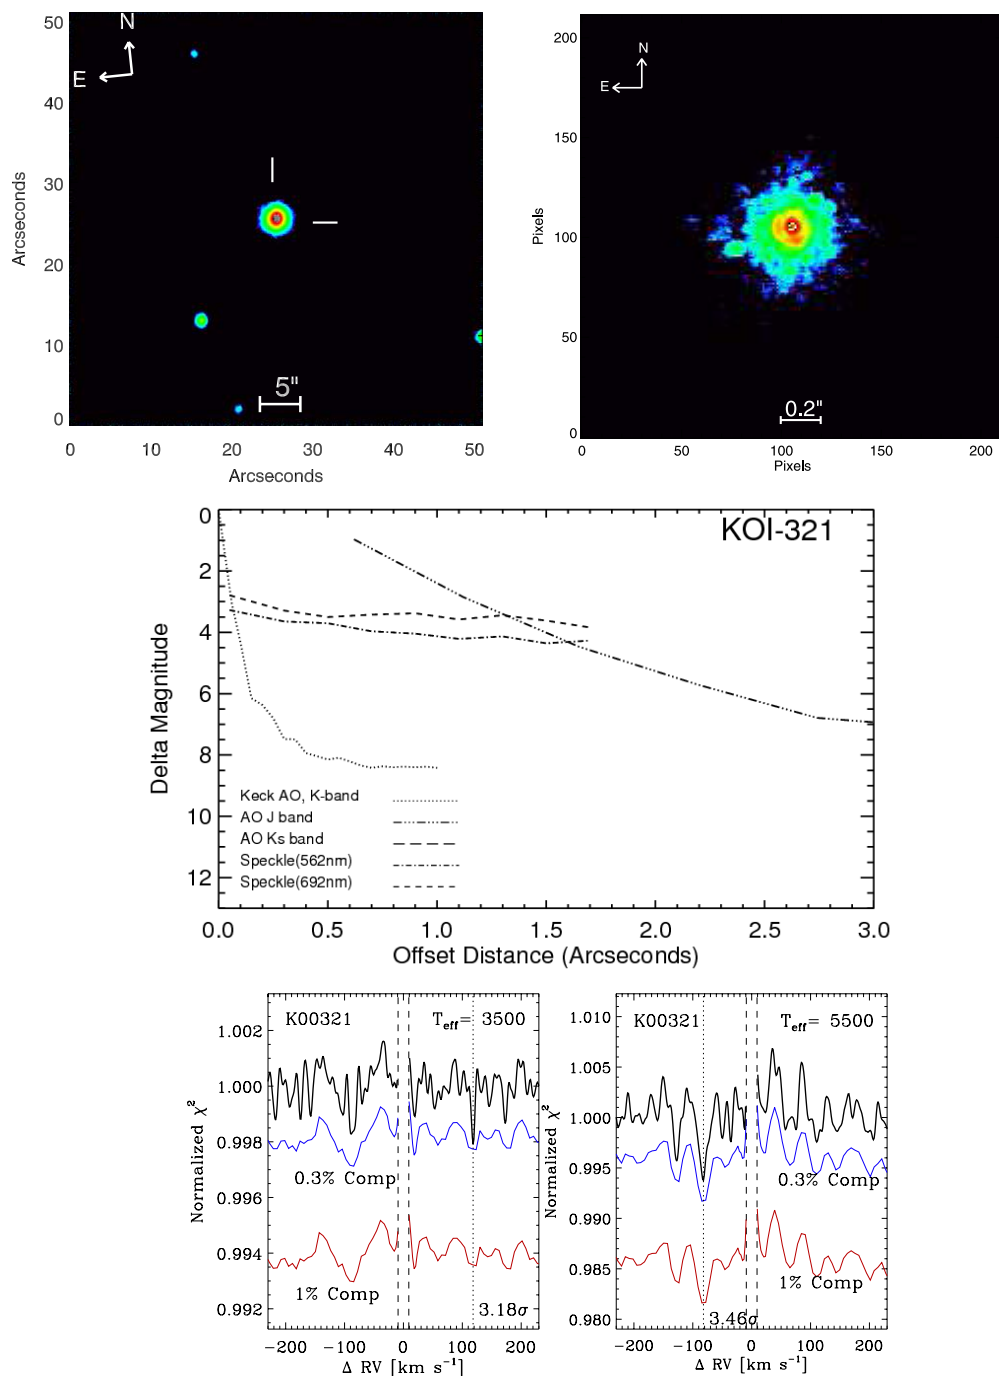 50
40
30
20
10
0
Arcseconds
N
E
5"
0 10 20 30 40 50
Arcseconds
200
150
100
50
0
Pixels
N
E
0.2"
0 50 100 150 200
Pixels
KOI-321
0
2
4
6
8
10
12
Delta Magnitude
Keck AO, K-band
AO J band
AO Ks band
Speckle(562nm)
Speckle(692nm)
0.0 0.5 1.0 1.5 2.0 2.5 3.0
Offset Distance (Arcseconds)
K00321 Teff= 3500
1.002
1.000
0.998
0.996
0.994
0.992
Normalized χ²
0.3% Comp
1% Comp
3.18σ
-200 -100 0 100 200
Δ RV [km s⁻¹]
K00321 Teff= 5500
1.010
1.005
1.000
0.995
0.990
0.985
0.980
Normalized χ²
0.3% Comp
1% Comp
3.46σ
-200 -100 0 100 200
Δ RV [km s⁻¹]